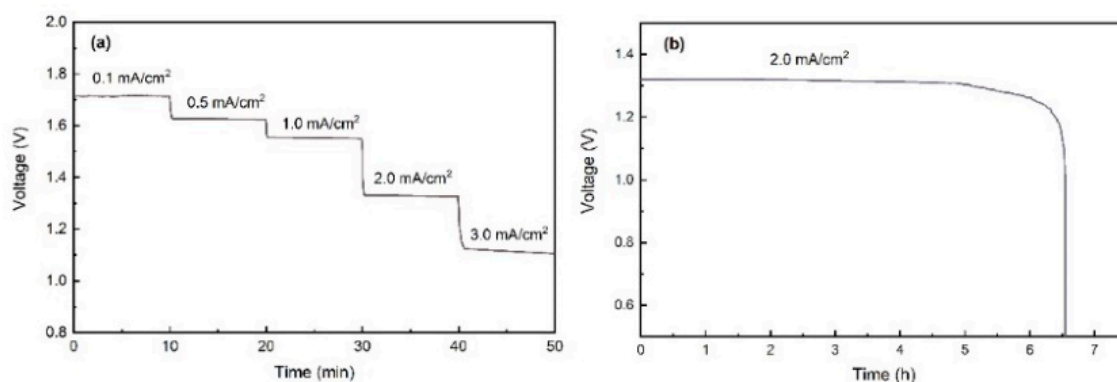 (a)
2.0
1.8
1.6
1.4
1.2
1.0
0.8
Voltage (V)
0.1 mA/cm²
0.5 mA/cm²
1.0 mA/cm²
2.0 mA/cm²
3.0 mA/cm²
0 10 20 30 40 50
Time (min)
(b)
1.4
1.2
1.0
0.8
0.6
Voltage (V)
2.0 mA/cm²
0 1 2 3 4 5 6 7
Time (h)